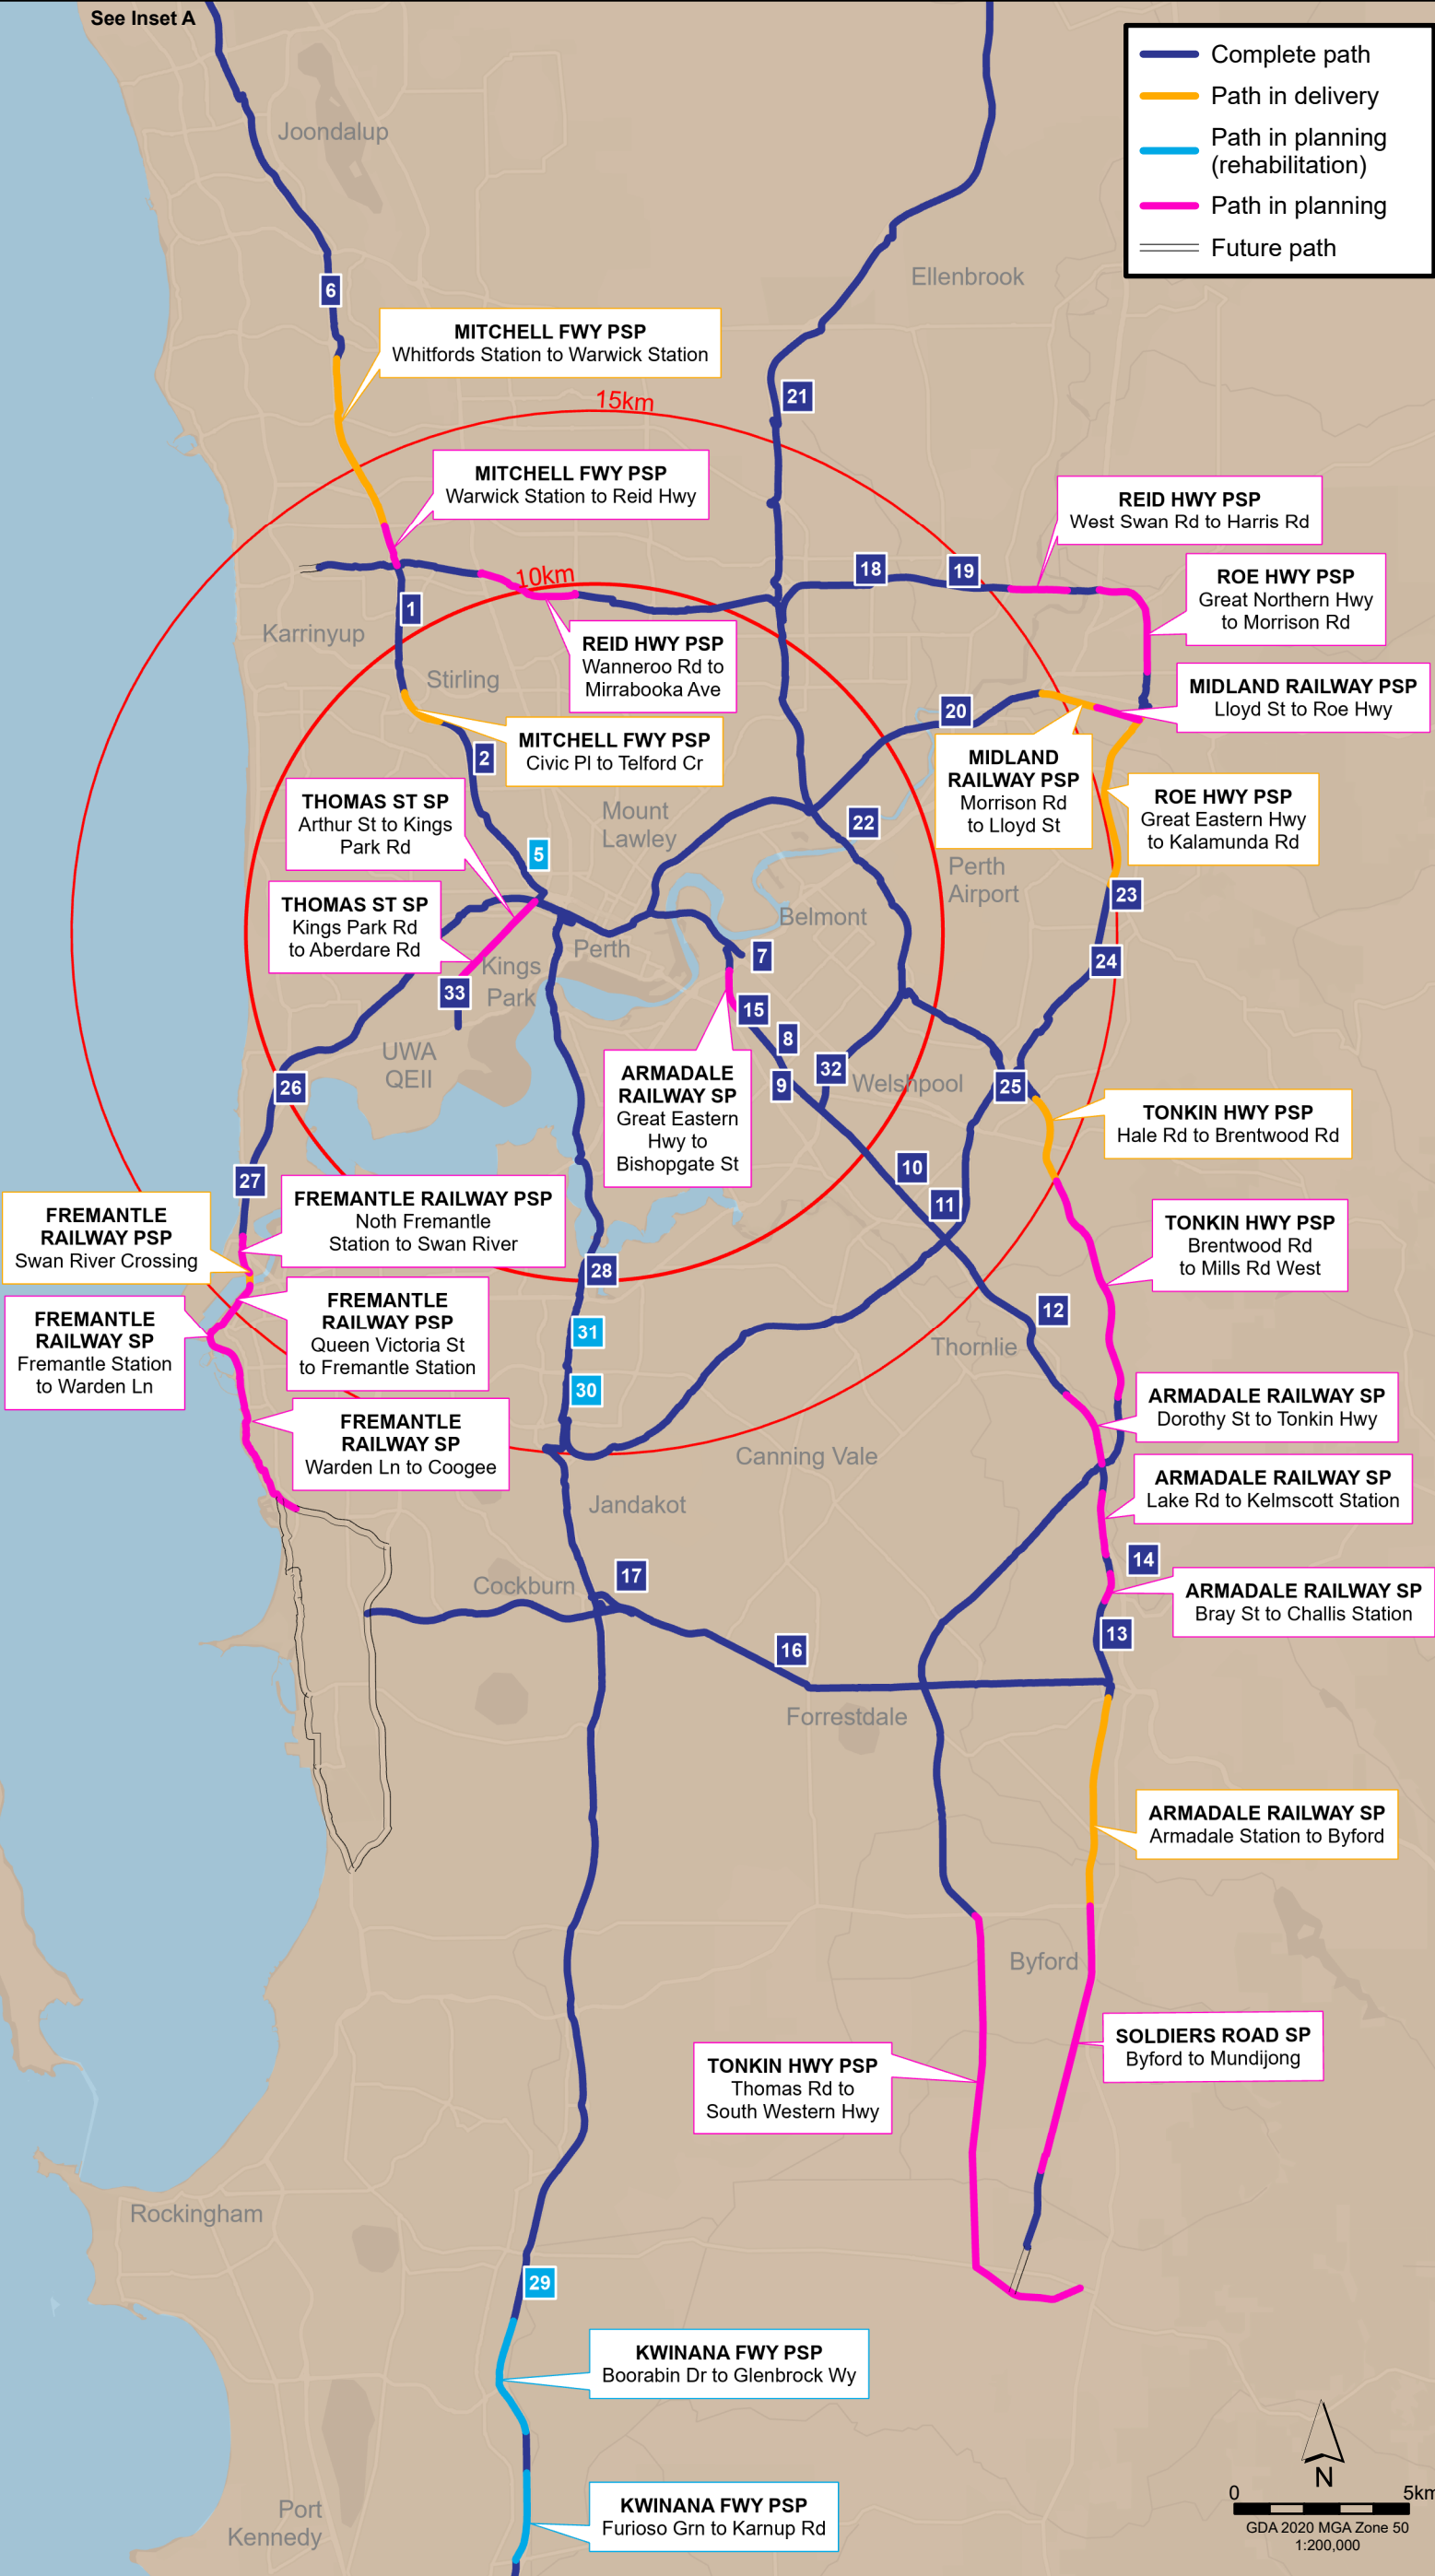 See Inset A
Complete path
Path in delivery
Path in planning
(rehabilitation)
Path in planning
Future path
Joondalup
Ellenbrook
6
MITCHELL FWY PSP
Whitfords Station to Warwick Station
21
15km
MITCHELL FWY PSP
Warwick Station to Reid Hwy
REID HWY PSP
West Swan Rd to Harris Rd
10km
18
19
ROE HWY PSP
Great Northern Hwy
to Morrison Rd
1
Karrinyup
REID HWY PSP
Wanneroo Rd to
Mirrabooka Ave
Stirling
MIDLAND RAILWAY PSP
Lloyd St to Roe Hwy
20
MITCHELL FWY PSP
Civic Pl to Telford Cr
2
MIDLAND
RAILWAY PSP
Morrison Rd
to Lloyd St
THOMAS ST SP
Arthur St to Kings
Park Rd
Mount
Lawley
22
ROE HWY PSP
Great Eastern Hwy
to Kalamunda Rd
5
Perth
Airport
23
THOMAS ST SP
Kings Park Rd
to Aberdare Rd
Belmont
Perth
7
24
Kings
Park
33
15
8
UWA
QEII
26
ARMADALE
RAILWAY SP
Great Eastern
Hwy to
Bishopgate St
9
32
Welshpool
25
TONKIN HWY PSP
Hale Rd to Brentwood Rd
10
27
11
FREMANTLE RAILWAY PSP
Noth Fremantle
Station to Swan River
FREMANTLE
RAILWAY PSP
Swan River Crossing
TONKIN HWY PSP
Brentwood Rd
to Mills Rd West
28
FREMANTLE
RAILWAY PSP
Queen Victoria St
to Fremantle Station
FREMANTLE
RAILWAY SP
Fremantle Station
to Warden Ln
31
12
Thornlie
30
ARMADALE RAILWAY SP
Dorothy St to Tonkin Hwy
FREMANTLE
RAILWAY SP
Warden Ln to Coogee
Canning Vale
ARMADALE RAILWAY SP
Lake Rd to Kelmscott Station
Jandakot
14
Cockburn
17
ARMADALE RAILWAY SP
Bray St to Challis Station
13
16
Forrestdale
ARMADALE RAILWAY SP
Armadale Station to Byford
Byford
SOLDIERS ROAD SP
Byford to Mundijong
TONKIN HWY PSP
Thomas Rd to
South Western Hwy
Rockingham
29
KWINANA FWY PSP
Boorabin Dr to Glenbrock Wy
N
0 5km
GDA 2020 MGA Zone 50
1:200,000
KWINANA FWY PSP
Furioso Grn to Karnup Rd
Port
Kennedy